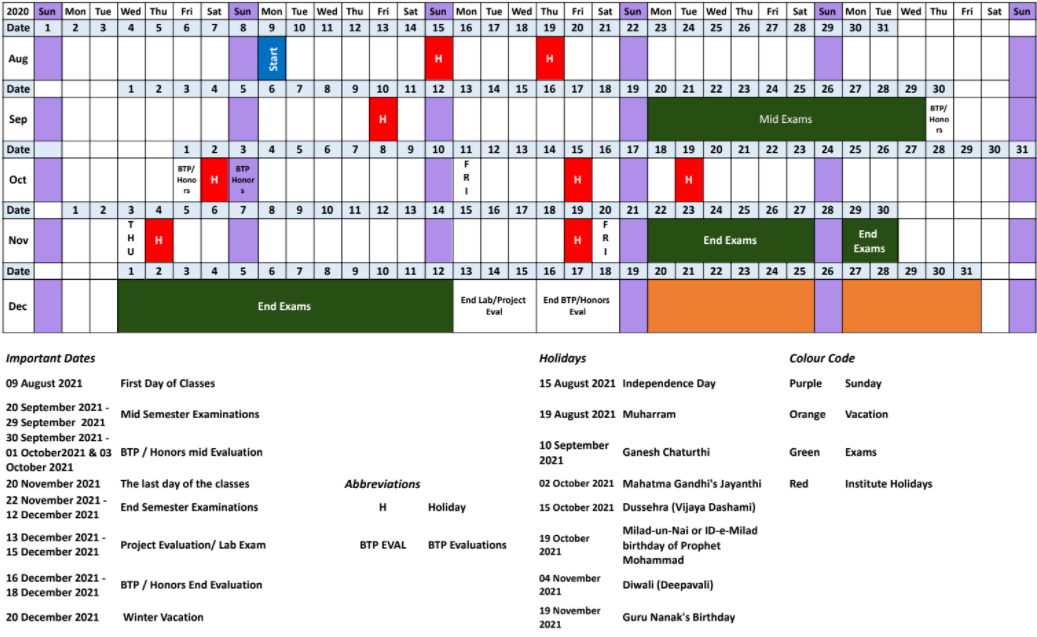 2020 Sun Mon Tue Wed Thu Fri Sat Sun Mon Tue Wed Thu Fri Sat Sun Mon Tue Wed Thu Fri Sat Sun Mon Tue Wed Thu Fri Sat Sun Mon Tue Wed Thu Fri Sat Sun
Date 1 2 3 4 5 6 7 8 9 10 11 12 13 14 15 16 17 18 19 20 21 22 23 24 25 26 27 28 29 30 31
Aug Start H H
Date 1 2 3 4 5 6 7 8 9 10 11 12 13 14 15 16 17 18 19 20 21 22 23 24 25 26 27 28 29 30
Sep H Mid Exams BTP/
Hono
rs
Date 1 2 3 4 5 6 7 8 9 10 11 12 13 14 15 16 17 18 19 20 21 22 23 24 25 26 27 28 29 30 31
Oct BTP/
Hono
rs
H
BTP
Honor
s
F
R
I
H H
Date 1 2 3 4 5 6 7 8 9 10 11 12 13 14 15 16 17 18 19 20 21 22 23 24 25 26 27 28 29 30
Nov T
H
U
H H
F
R
I
End Exams
End
Exams
Date 1 2 3 4 5 6 7 8 9 10 11 12 13 14 15 16 17 18 19 20 21 22 23 24 25 26 27 28 29 30 31
Dec End Exams
End Lab/Project
Eval
End BTP/Honors
Eval
Important Dates
09 August 2021 First Day of Classes
20 September 2021 -
29 September 2021
Mid Semester Examinations
30 September 2021 -
01 October2021 & 03
October 2021
BTP / Honors mid Evaluation
20 November 2021 The last day of the classes
22 November 2021 -
12 December 2021
End Semester Examinations
13 December 2021 -
15 December 2021
Project Evaluation/ Lab Exam
16 December 2021 -
18 December 2021
BTP / Honors End Evaluation
20 December 2021 Winter Vacation
Abbreviations
H Holiday
BTP EVAL BTP Evaluations
Holidays
15 August 2021 Independence Day
19 August 2021 Muharram
10 September
2021
Ganesh Chaturthi
02 October 2021 Mahatma Gandhi's Jayanthi
15 October 2021 Dussehra (Vijaya Dashami)
19 October
2021
Milad-un-Nai or ID-e-Milad
birthday of Prophet
Mohammad
04 November
2021
Diwali (Deepavali)
19 November
2021
Guru Nanak's Birthday
Colour Code
Purple Sunday
Orange Vacation
Green Exams
Red Institute Holidays